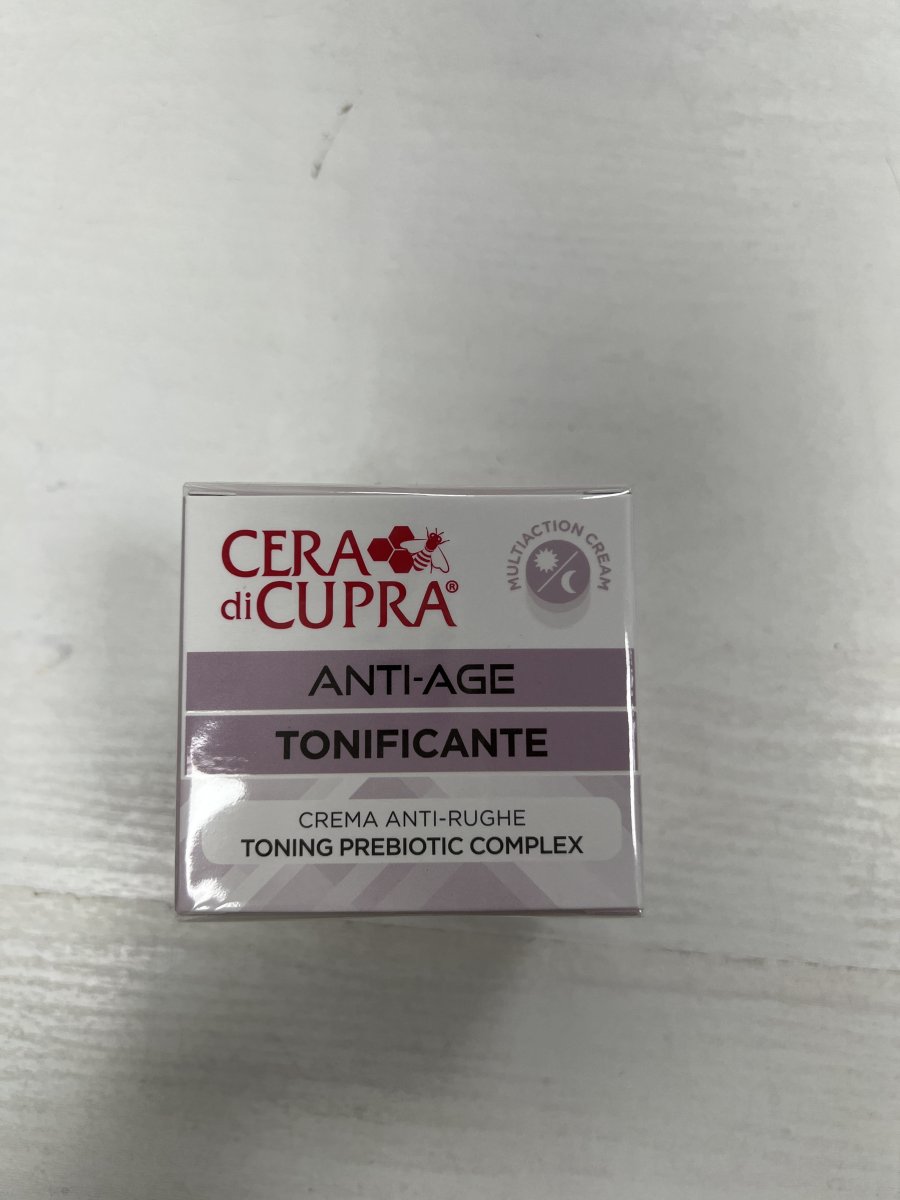 CERA
di CUPRA®
MULTIACTION CREAM
ANTI-AGE
TONIFICANTE
CREMA ANTI-RUGHE
TONING PREBIOTIC COMPLEX